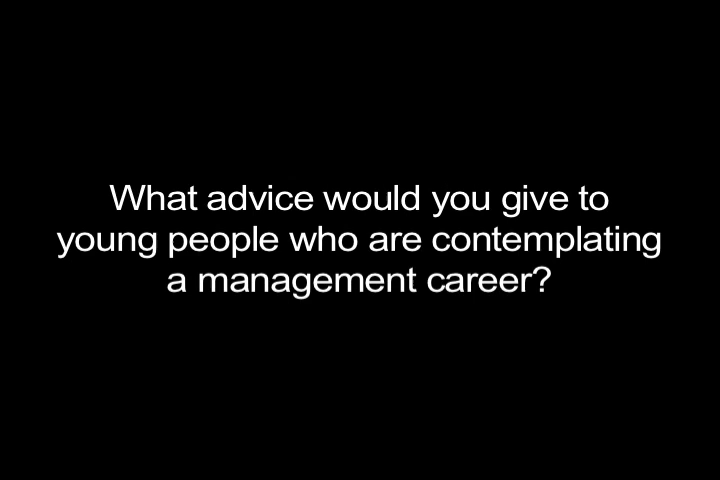 What advice would you give to
young people who are contemplating
a management career?